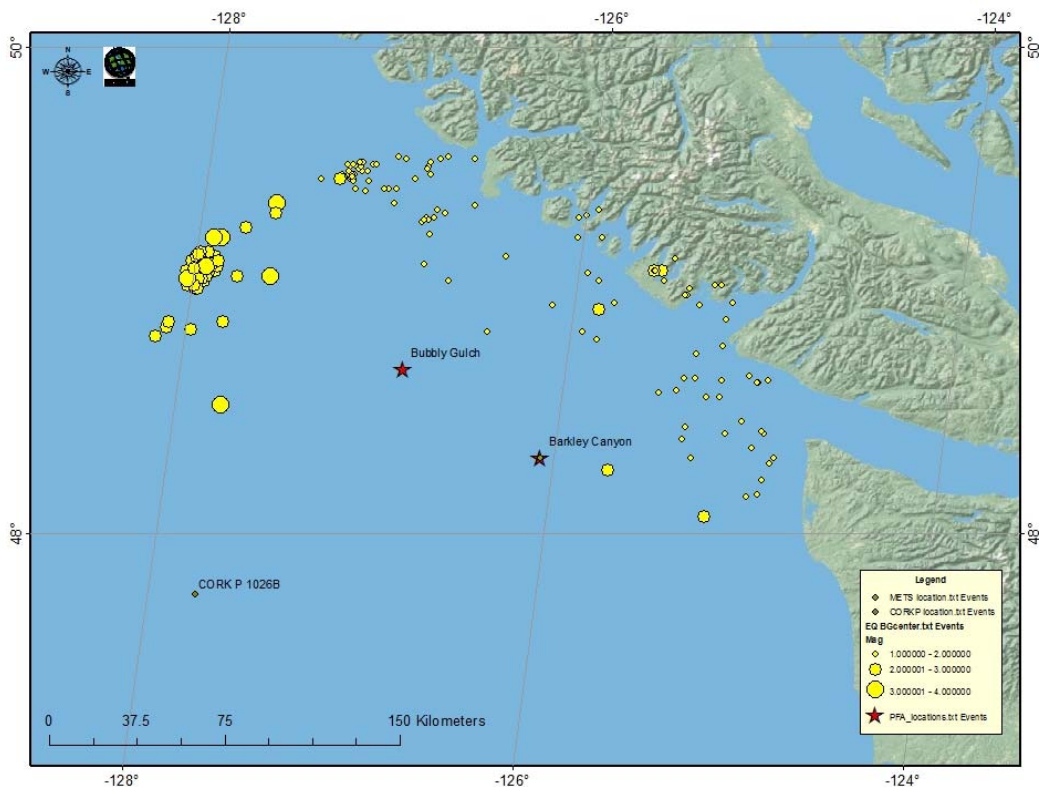 -128° -126° -124°
50° 50°
N
W E
S
Bubbly Gulch
Barkley Canyon
48° 48°
CORK P 1026B
Legend
METS location.txt Events
CORKP location.txt Events
EQ BGcenter.txt Events
Mag
1.000000 - 2.000000
2.000001 - 3.000000
3.000001 - 4.000000
PFA_locations.txt Events
0 37.5 75 150 Kilometers
-128° -126° -124°